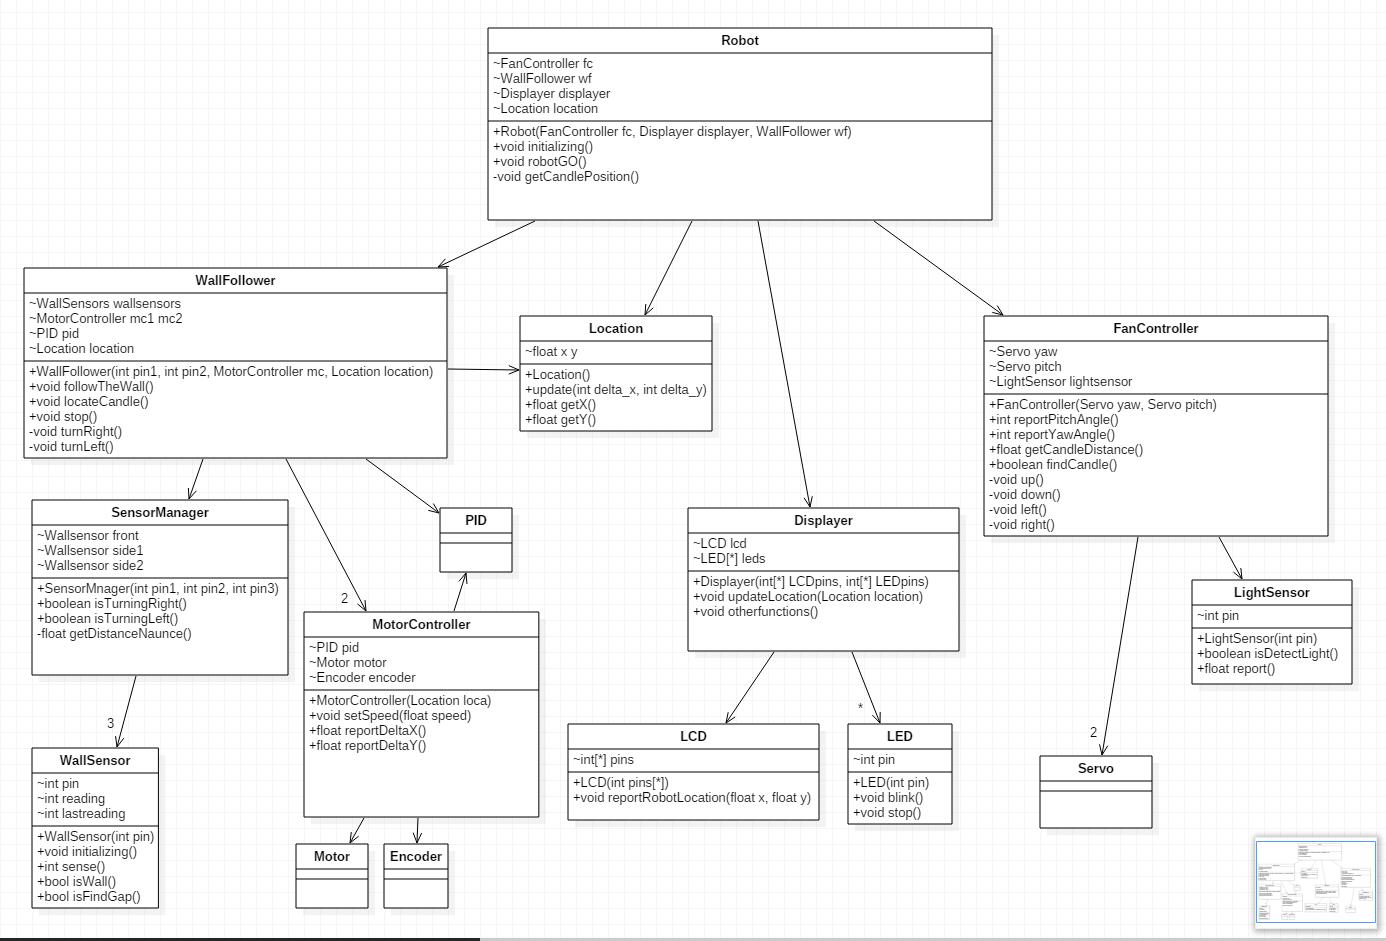 Robot
~FanController fc
~WallFollower wf
~Displayer displayer
~Location location
+Robot(FanController fc, Displayer displayer, WallFollower wf)
+void initializing()
+void robotGO()
-void getCandlePosition()
WallFollower
~WallSensors wallsensors
~MotorController mc1 mc2
~PID pid
~Location location
+WallFollower(int pin1, int pin2, MotorController mc, Location location)
+void followTheWall()
+void locateCandle()
+void stop()
-void turnRight()
-void turnLeft()
Location
~float x y
+Location()
+update(int delta_x, int delta_y)
+float getX()
+float getY()
FanController
~Servo yaw
~Servo pitch
~LightSensor lightsensor
+FanController(Servo yaw, Servo pitch)
+int reportPitchAngle()
+int reportYawAngle()
+float getCandleDistance()
+boolean findCandle()
-void up()
-void down()
-void left()
-void right()
SensorManager
~Wallsensor front
~Wallsensor side1
~Wallsensor side2
+SensorMnager(int pin1, int pin2, int pin3)
+boolean isTurningRight()
+boolean isTurningLeft()
-float getDistanceNaunce()
PID
Displayer
~LCD lcd
~LED[*] leds
+Displayer(int[*] LCDpins, int[*] LEDpins)
+void updateLocation(Location location)
+void otherfunctions()
LightSensor
~int pin
+LightSensor(int pin)
+boolean isDetectLight()
+float report()
2
MotorController
~PID pid
~Motor motor
~Encoder encoder
+MotorController(Location loca)
+void setSpeed(float speed)
+float reportDeltaX()
+float reportDeltaY()
3
WallSensor
~int pin
~int reading
~int lastreading
+WallSensor(int pin)
+void initializing()
+int sense()
+bool isWall()
+bool isFindGap()
LCD
~int[*] pins
+LCD(int pins[*])
+void reportRobotLocation(float x, float y)
*
LED
~int pin
+LED(int pin)
+void blink()
+void stop()
2
Servo
Motor
Encoder